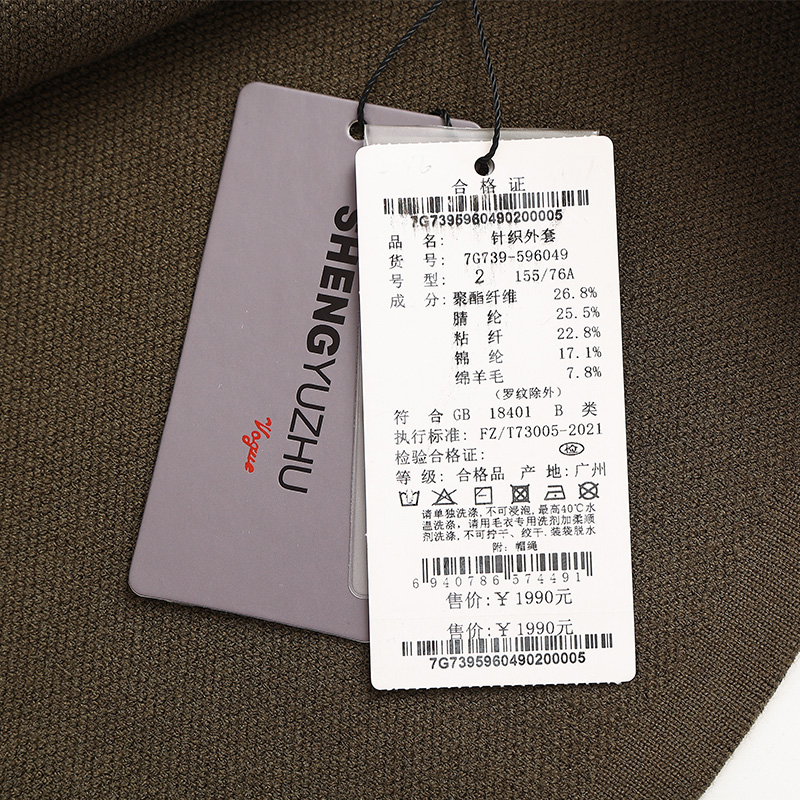 SHENGYUZHU
Vogue
合格证
7G7395960490200005
品 名: 针织外套
货 号: 7G739-596049
号 型: 2 155/76A
成 分: 聚酯纤维 26.8%
腈 纶 25.5%
粘 纤 22.8%
锦 纶 17.1%
绵羊毛 7.8%
(罗纹除外)
符 合 GB 18401 B 类
执行标准: FZ/T73005-2021
检验合格证: 检
等 级: 合格品 产 地: 广州
请单独洗涤,不可浸泡,最高40℃水
温洗涤, 请用毛衣专用洗剂加柔顺
剂洗涤,不可拧干、绞干.装袋脱水
附: 帽绳
6 940786 574491
售价:¥1990元
售价:¥1990元
7G7395960490200005